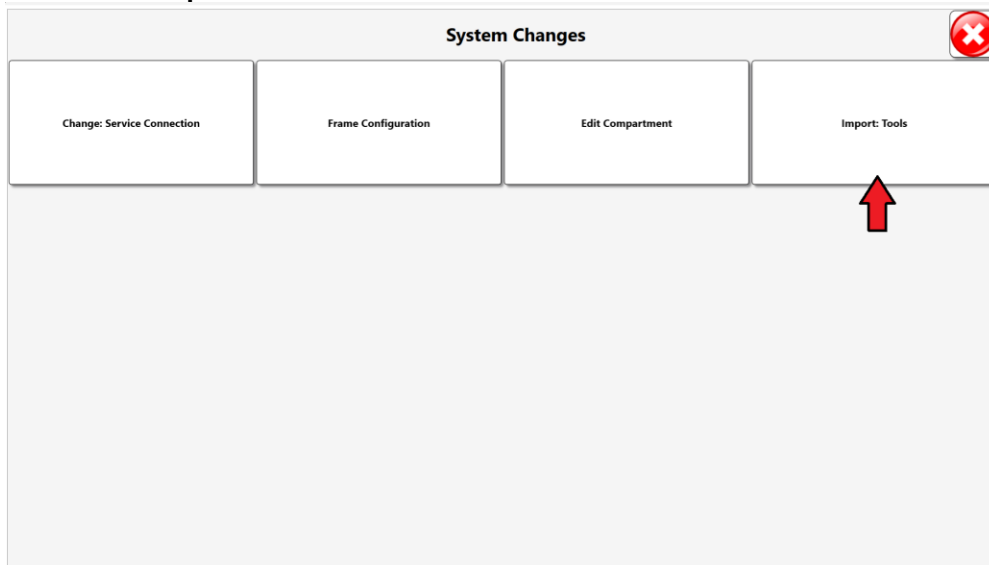 System Changes
Change: Service Connection
Frame Configuration
Edit Compartment
Import: Tools